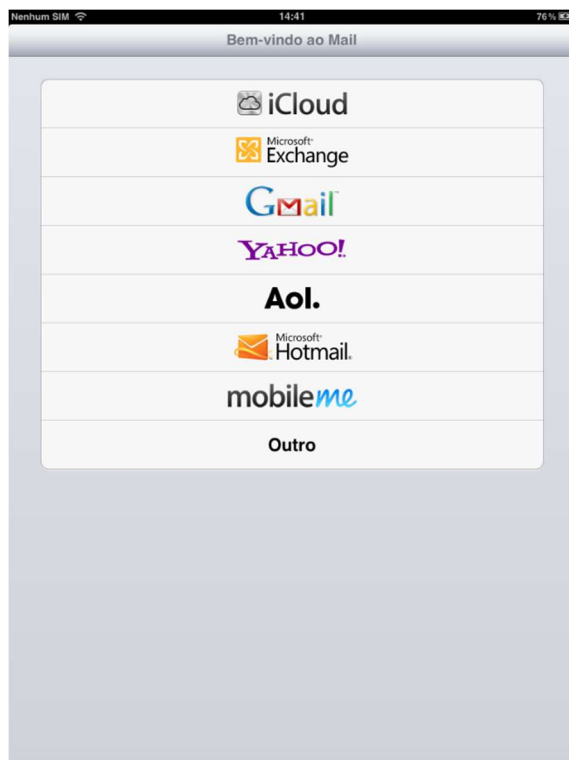 Nenhum SIM 14:41 76%
Bem-vindo ao Mail
iCloud
Microsoft
Exchange
Gmail
YAHOO!
Aol.
Microsoft
Hotmail
mobileme
Outro